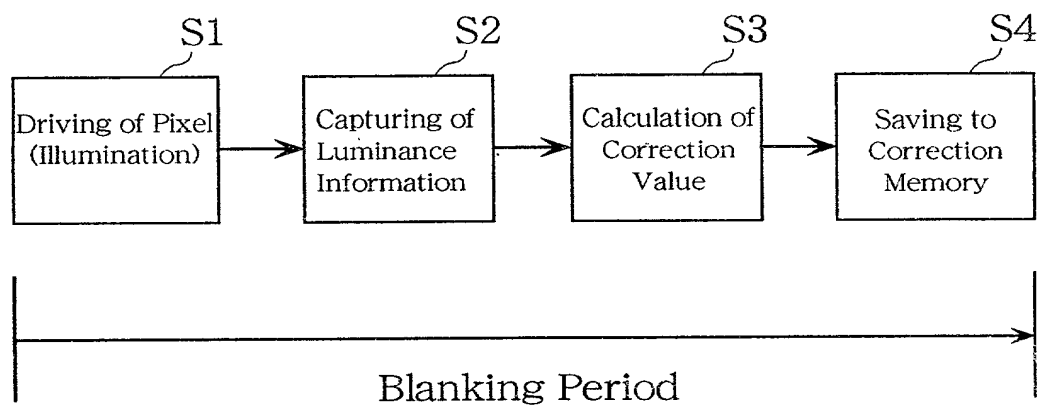 S1
S2
S3
S4
Driving of Pixel
(Illumination)
Capturing of
Luminance
Information
Calculation of
Correction
Value
Saving to
Correction
Memory
Blanking Period